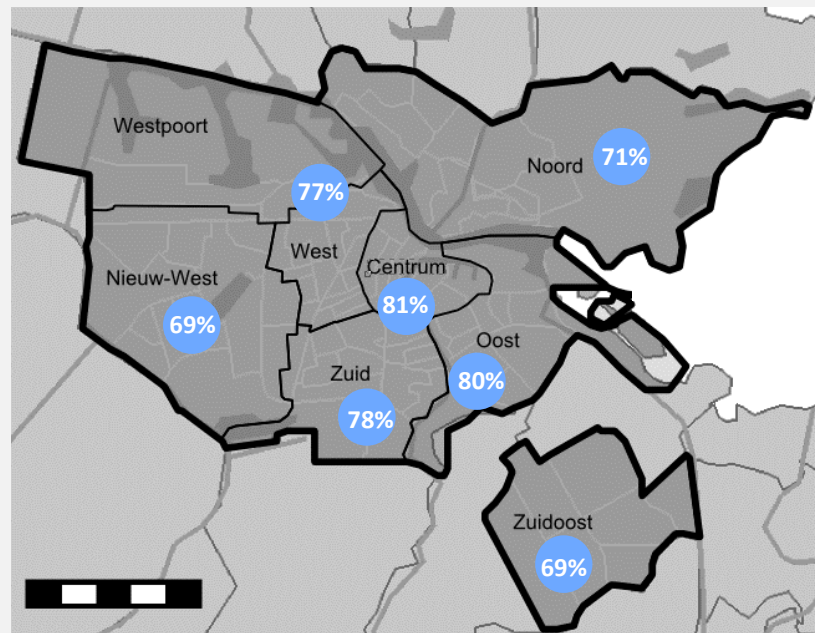 Westpoort
Noord
71%
77%
West
Centrum
Nieuw-West
81%
69%
Oost
Zuid
80%
78%
Zuidoost
69%